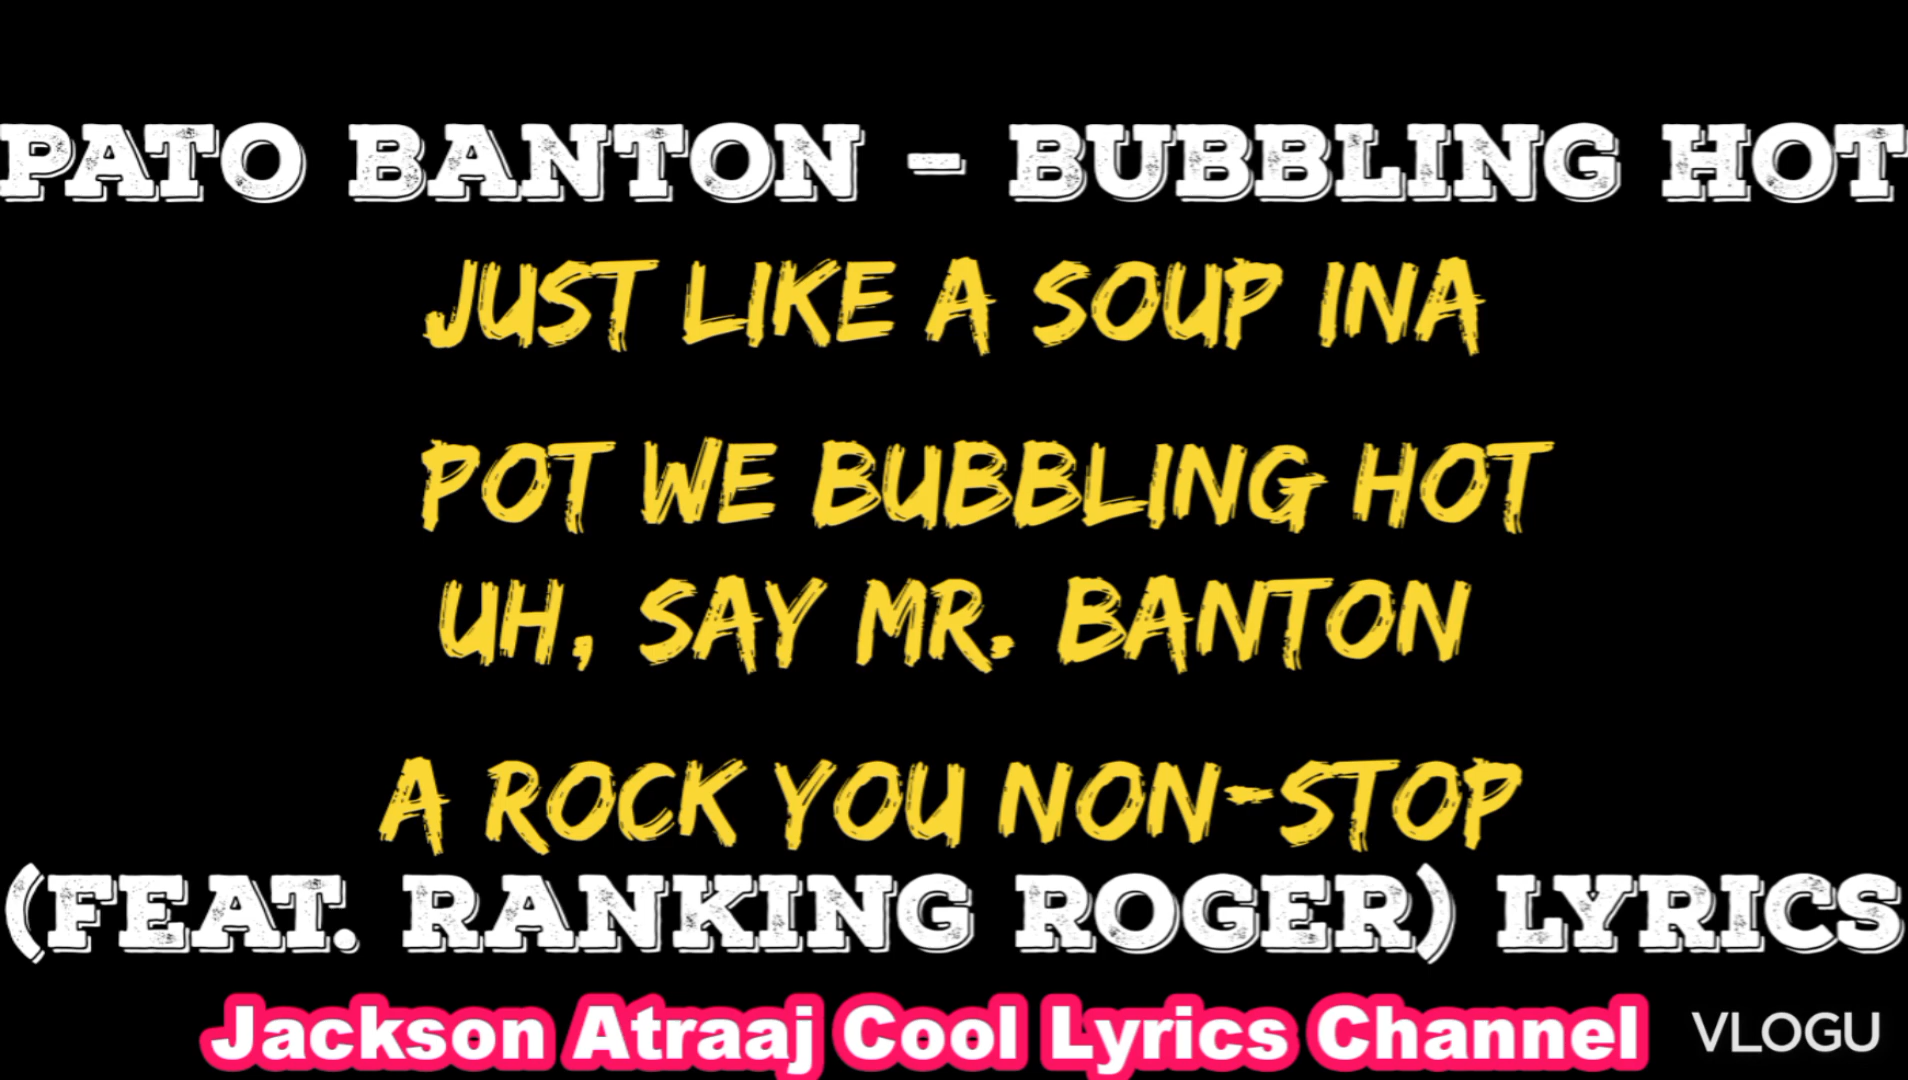 PATO BANTON - BUBBLING HOT
JUST LIKE A SOUP INA
POT WE BUBBLING HOT
UH, SAY MR. BANTON
A ROCK YOU NON-STOP
(FEAT. RANKING ROGER) LYRICS
Jackson Atraaj Cool Lyrics Channel
VLOGU